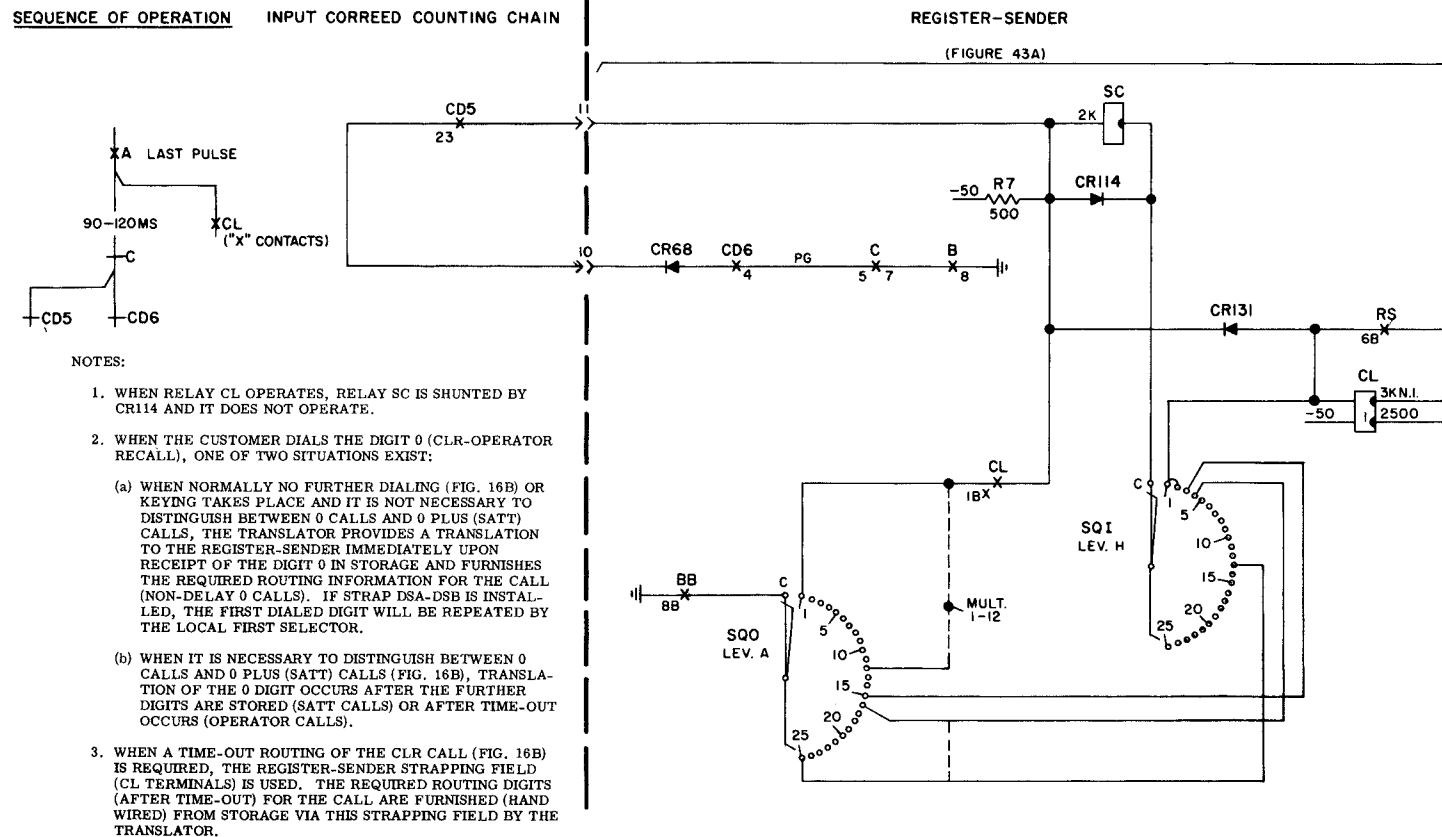 SEQUENCE OF OPERATION
INPUT CORREED COUNTING CHAIN
REGISTER-SENDER
(FIGURE 43A)
A LAST PULSE
90-120MS
CL
("X" CONTACTS)
C
CD5
CD6
CD5
23
11
10
CR68
CD6
4
PG
C
5 7
B
8
-50
R7
500
CR114
SC
2K
CR131
RS
6B
CL
3K N.I.
-50
1
2500
CL
1B X
BB
8B
C
1
5
10
15
20
25
SQO
LEV. A
MULT.
1-12
C
1
5
10
15
20
25
SQI
LEV. H
NOTES:
1. WHEN RELAY CL OPERATES, RELAY SC IS SHUNTED BY
CR114 AND IT DOES NOT OPERATE.
2. WHEN THE CUSTOMER DIALS THE DIGIT 0 (CLR-OPERATOR
RECALL), ONE OF TWO SITUATIONS EXIST:
(a) WHEN NORMALLY NO FURTHER DIALING (FIG. 16B) OR
KEYING TAKES PLACE AND IT IS NOT NECESSARY TO
DISTINGUISH BETWEEN 0 CALLS AND 0 PLUS (SATT)
CALLS, THE TRANSLATOR PROVIDES A TRANSLATION
TO THE REGISTER-SENDER IMMEDIATELY UPON
RECEIPT OF THE DIGIT 0 IN STORAGE AND FURNISHES
THE REQUIRED ROUTING INFORMATION FOR THE CALL
(NON-DELAY 0 CALLS). IF STRAP DSA-DSB IS INSTAL-
LED, THE FIRST DIALED DIGIT WILL BE REPEATED BY
THE LOCAL FIRST SELECTOR.
(b) WHEN IT IS NECESSARY TO DISTINGUISH BETWEEN 0
CALLS AND 0 PLUS (SATT) CALLS (FIG. 16B), TRANSLA-
TION OF THE 0 DIGIT OCCURS AFTER THE FURTHER
DIGITS ARE STORED (SATT CALLS) OR AFTER TIME-OUT
OCCURS (OPERATOR CALLS).
3. WHEN A TIME-OUT ROUTING OF THE CLR CALL (FIG. 16B)
IS REQUIRED, THE REGISTER-SENDER STRAPPING FIELD
(CL TERMINALS) IS USED. THE REQUIRED ROUTING DIGITS
(AFTER TIME-OUT) FOR THE CALL ARE FURNISHED (HAND
WIRED) FROM STORAGE VIA THIS STRAPPING FIELD BY THE
TRANSLATOR.